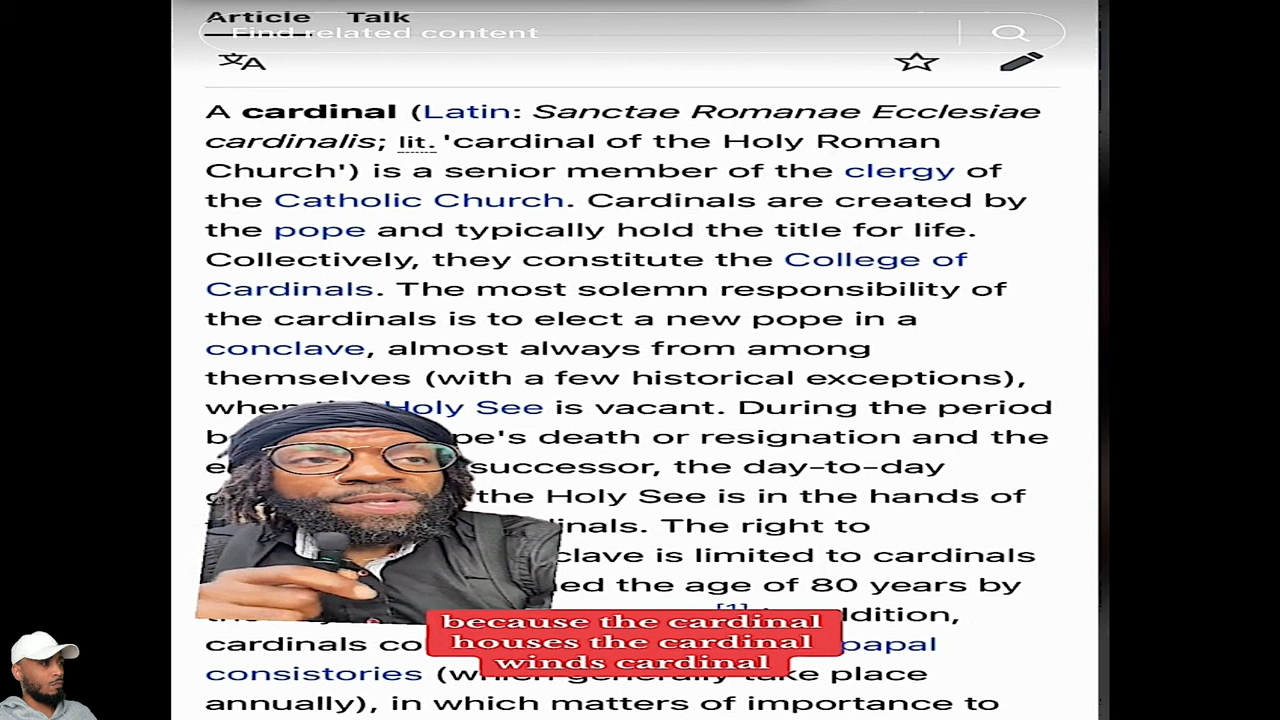 Article Talk
Find related content
A cardinal (Latin: Sanctae Romanae Ecclesiae
cardinalis; lit. 'cardinal of the Holy Roman
Church') is a senior member of the clergy of
the Catholic Church. Cardinals are created by
the pope and typically hold the title for life.
Collectively, they constitute the College of
Cardinals. The most solemn responsibility of
the cardinals is to elect a new pope in a
conclave, almost always from among
themselves (with a few historical exceptions),
Holy See is vacant. During the period
death or resignation and the
successor, the day-to-day
the Holy See is in the hands of
The right to
is limited to cardinals
the age of 80 years by
[1]
cardinals
papal
consistories
place
annually), in which matters of importance to
because the cardinal
houses the cardinal
winds cardinal